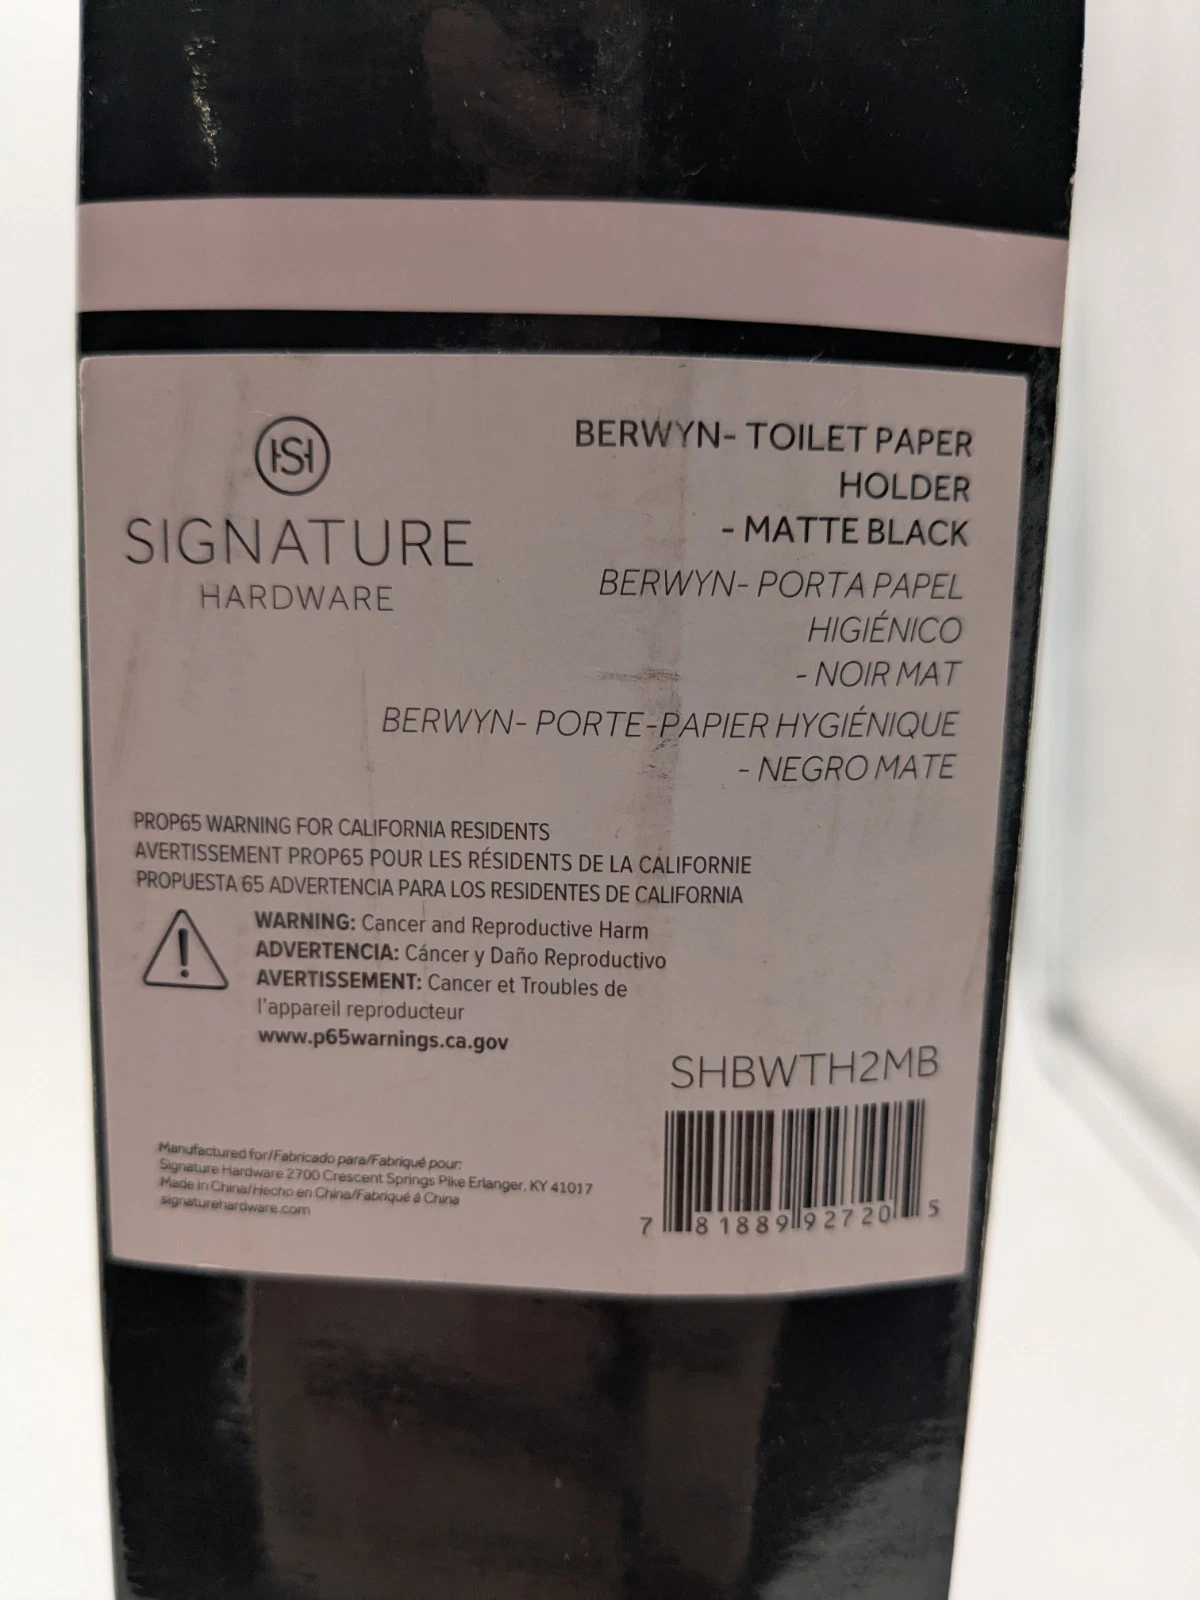 SIGNATURE
HARDWARE
BERWYN- TOILET PAPER
HOLDER
- MATTE BLACK
BERWYN- PORTA PAPEL
HIGIÉNICO
- NOIR MAT
BERWYN- PORTE-PAPIER HYGIÉNIQUE
- NEGRO MATE
PROP65 WARNING FOR CALIFORNIA RESIDENTS
AVERTISSEMENT PROP65 POUR LES RÉSIDENTS DE LA CALIFORNIE
PROPUESTA 65 ADVERTENCIA PARA LOS RESIDENTES DE CALIFORNIA
WARNING: Cancer and Reproductive Harm
ADVERTENCIA: Cáncer y Daño Reproductivo
AVERTISSEMENT: Cancer et Troubles de
l'appareil reproducteur
www.p65warnings.ca.gov
SHBWTH2MB
Manufactured for/Fabricado para/Fabriqué pour:
Signature Hardware 2700 Crescent Springs Pike Erlanger, KY 41017
Made in China/Hecho en China/Fabriqué á China
signaturehardware.com
7 81889 92720 5